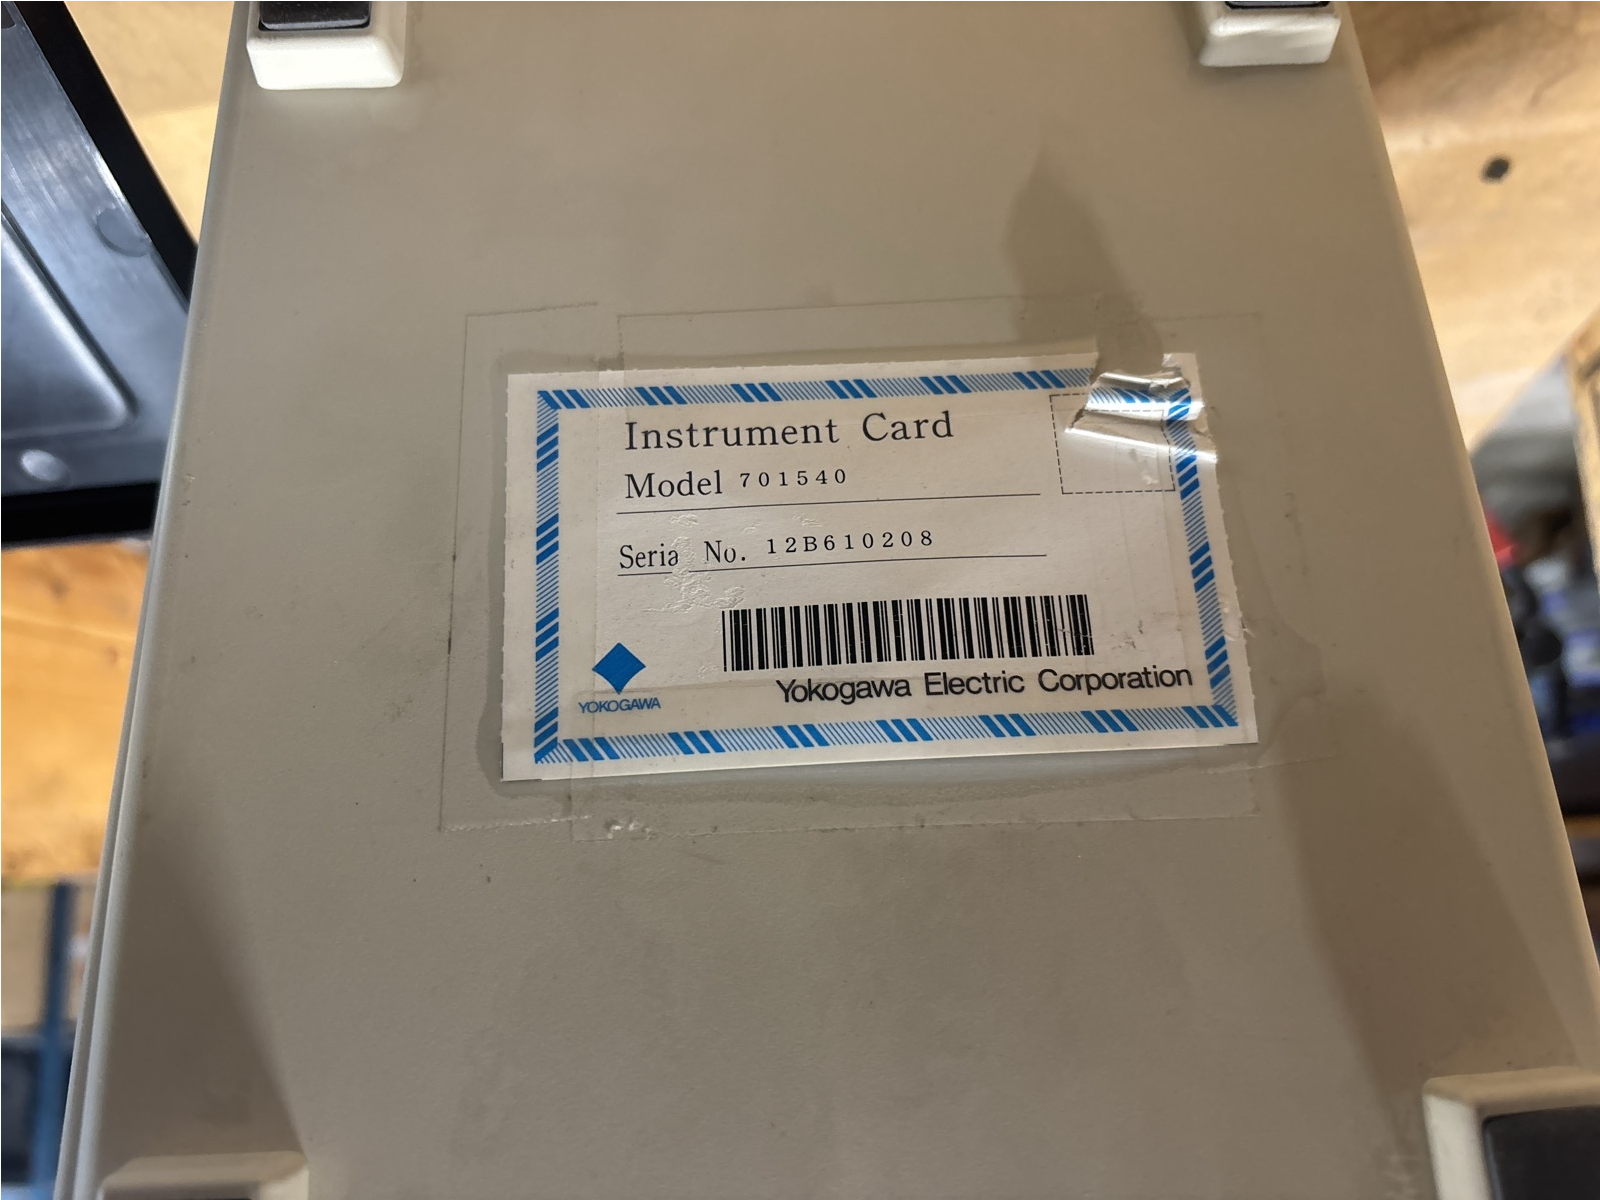 Instrument Card
Model 701540
Seria No. 12B610208
YOKOGAWA
Yokogawa Electric Corporation